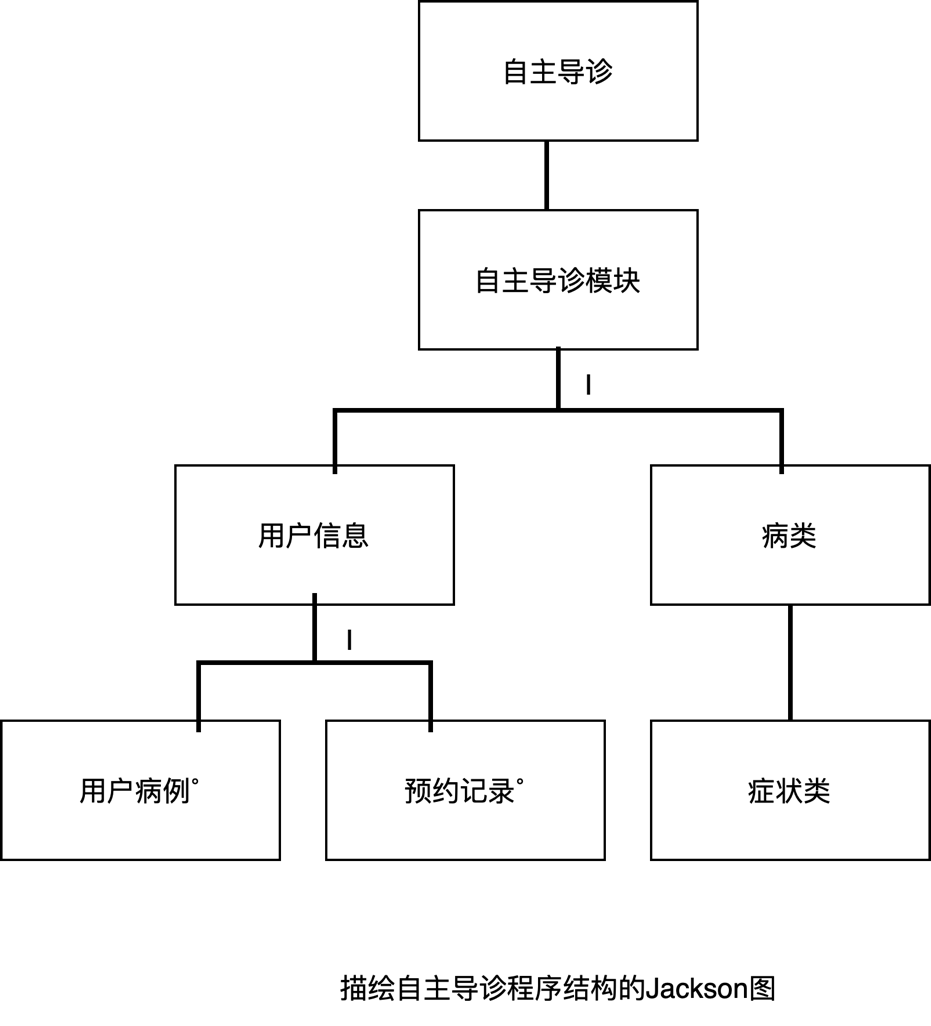 自主导诊
自主导诊模块
I
用户信息
病类
I
用户病例°
预约记录°
症状类
描绘自主导诊程序结构的Jackson图